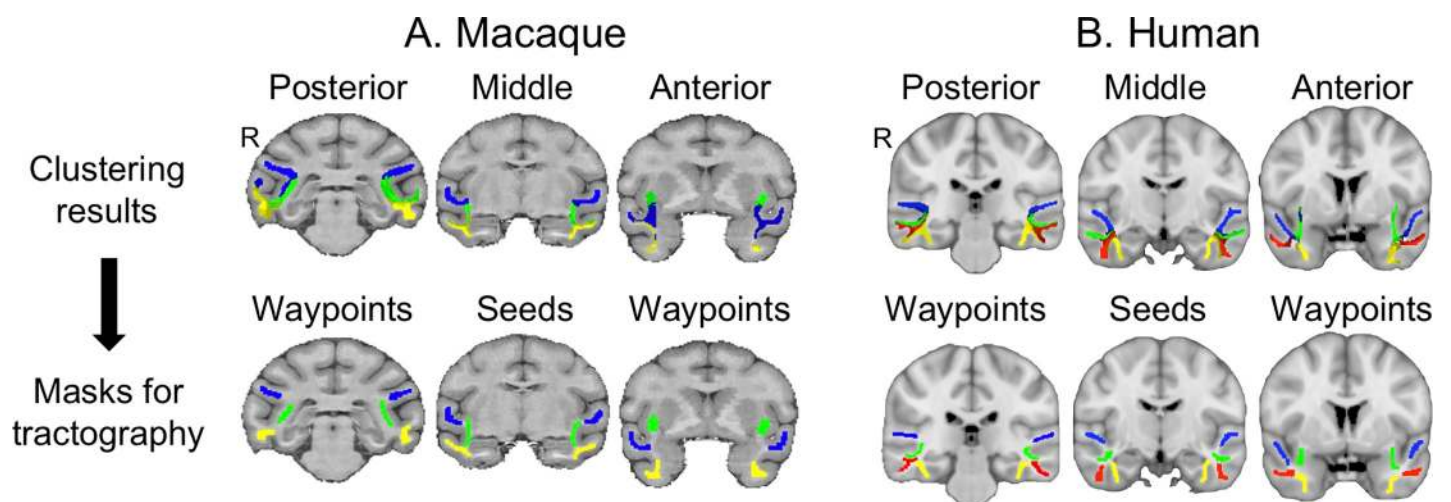 A. Macaque
B. Human
Posterior Middle Anterior
Posterior Middle Anterior
R
R
Clustering
results
Waypoints Seeds Waypoints
Waypoints Seeds Waypoints
Masks for
tractography